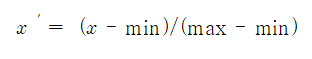 x ′ = (x - min)/(max - min)